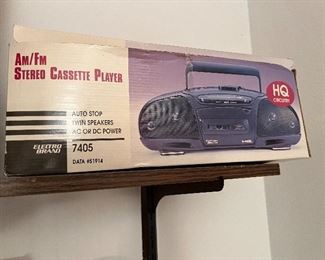 AM/FM
STEREO CASSETTE PLAYER
HQ
CIRCUITRY
AUTO STOP
TWIN SPEAKERS
AC OR DC POWER
ELECTRO
BRAND
7405
DATA #51914